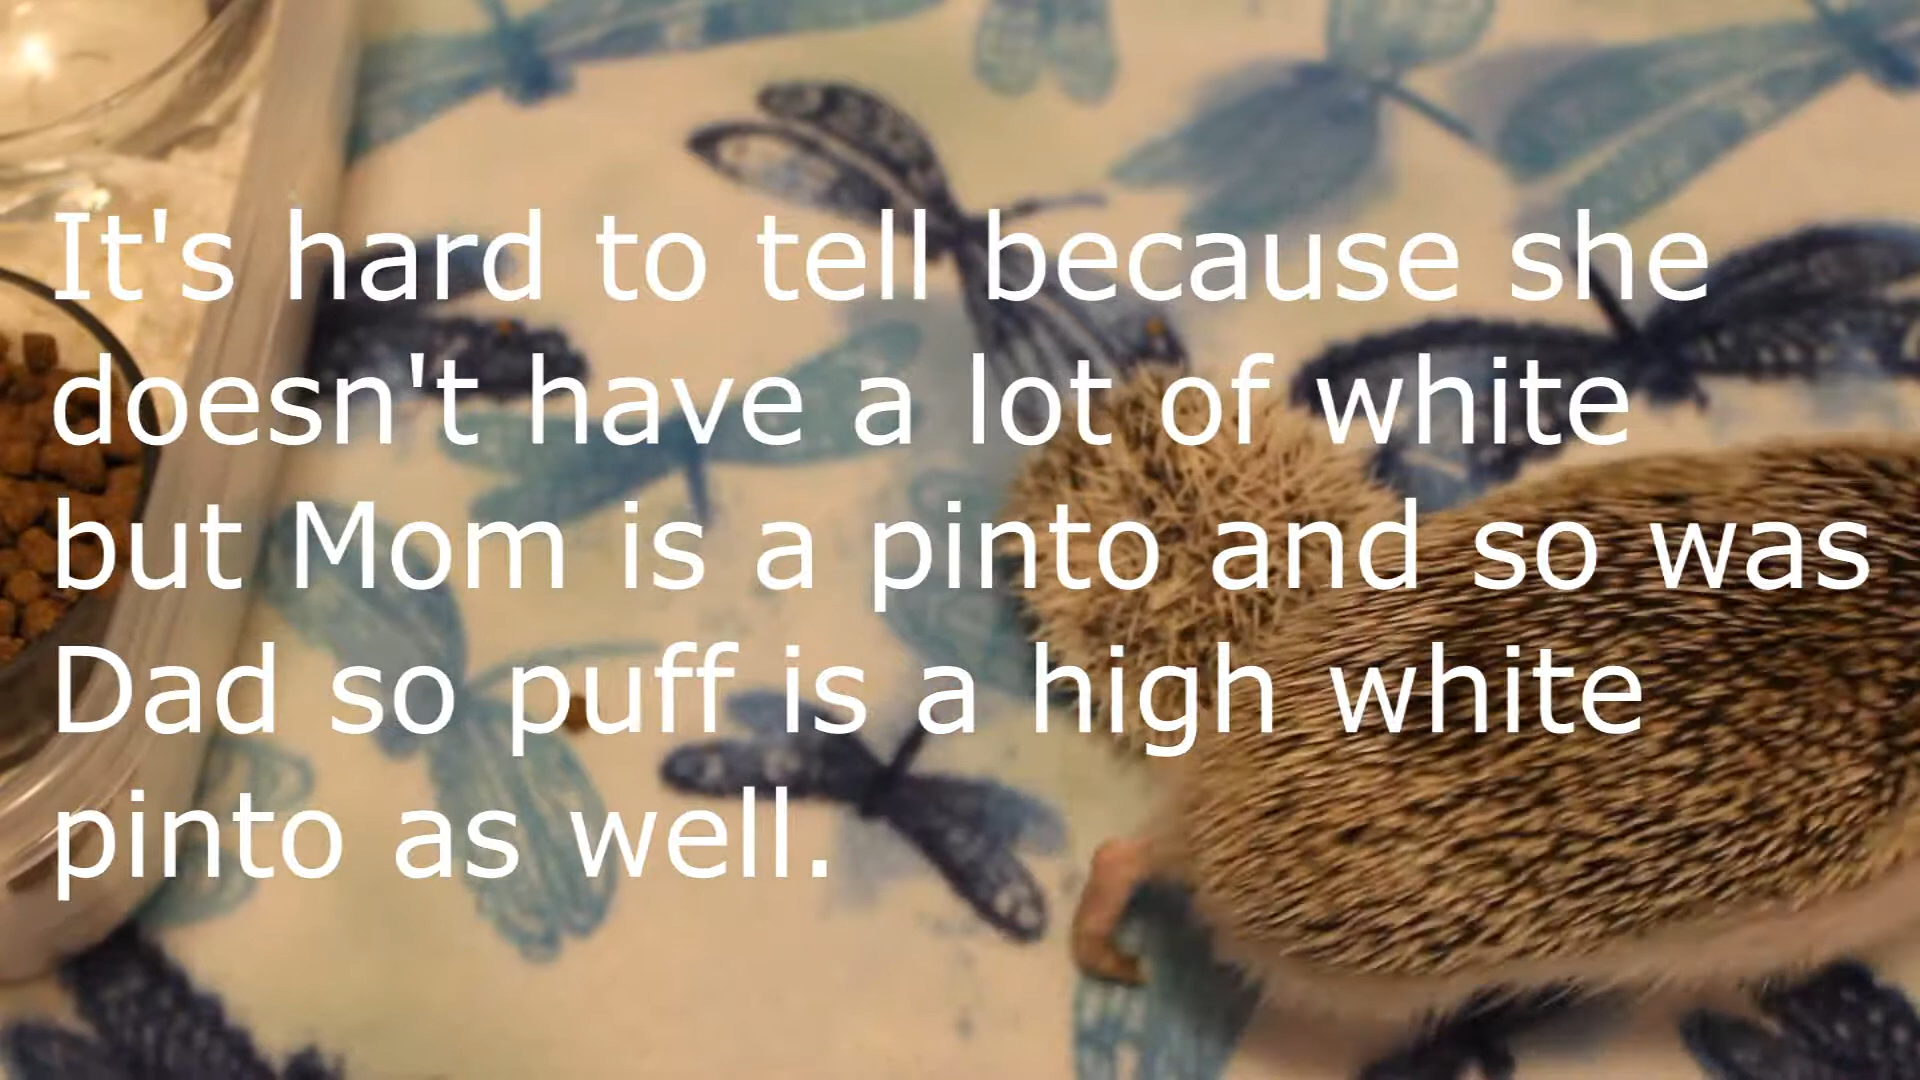 It's hard to tell because she
doesn't have a lot of white
but Mom is a pinto and so was
Dad so puff is a high white
pinto as well.